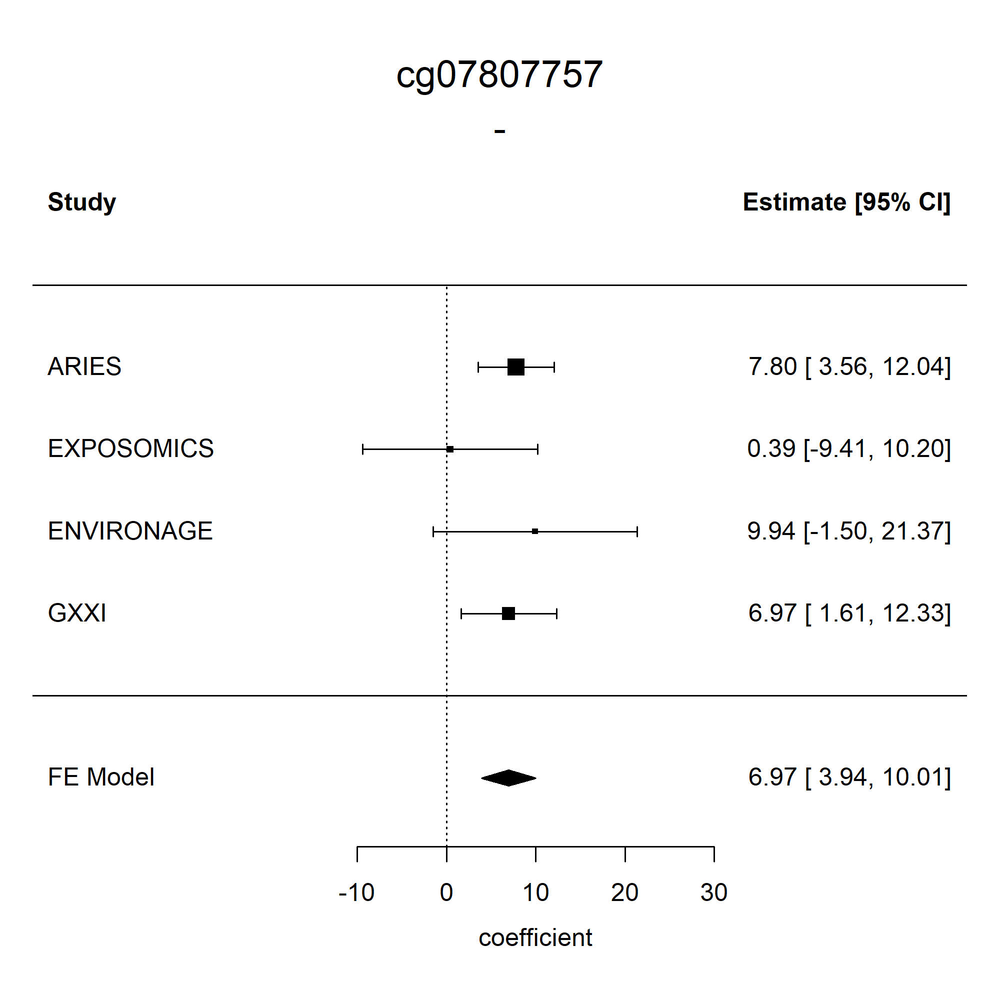 cg07807757
-
Study Estimate [95% CI]
ARIES 7.80 [ 3.56, 12.04]
EXPOSOMICS 0.39 [-9.41, 10.20]
ENVIRONAGE 9.94 [-1.50, 21.37]
GXXI 6.97 [ 1.61, 12.33]
FE Model 6.97 [ 3.94, 10.01]
-10 0 10 20 30
coefficient